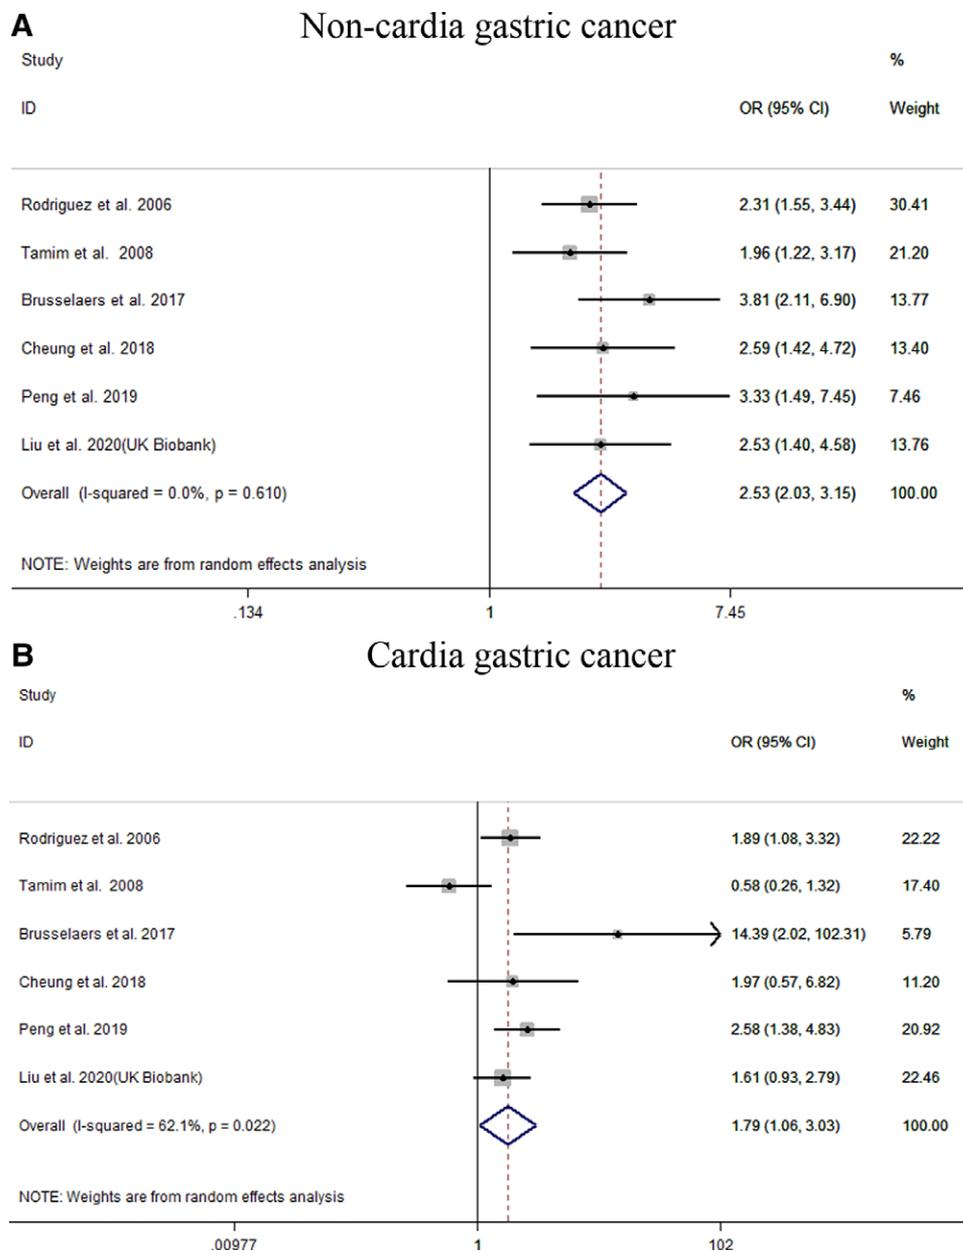 A Non-cardia gastric cancer
Study %
ID OR (95% CI) Weight
Rodriguez et al. 2006 2.31 (1.55, 3.44) 30.41
Tamim et al. 2008 1.96 (1.22, 3.17) 21.20
Brusselaers et al. 2017 3.81 (2.11, 6.90) 13.77
Cheung et al. 2018 2.59 (1.42, 4.72) 13.40
Peng et al. 2019 3.33 (1.49, 7.45) 7.46
Liu et al. 2020(UK Biobank) 2.53 (1.40, 4.58) 13.76
Overall (I-squared = 0.0%, p = 0.610) 2.53 (2.03, 3.15) 100.00
NOTE: Weights are from random effects analysis
.134 1 7.45
B Cardia gastric cancer
Study %
ID OR (95% CI) Weight
Rodriguez et al. 2006 1.89 (1.08, 3.32) 22.22
Tamim et al. 2008 0.58 (0.26, 1.32) 17.40
Brusselaers et al. 2017 14.39 (2.02, 102.31) 5.79
Cheung et al. 2018 1.97 (0.57, 6.82) 11.20
Peng et al. 2019 2.58 (1.38, 4.83) 20.92
Liu et al. 2020(UK Biobank) 1.61 (0.93, 2.79) 22.46
Overall (I-squared = 62.1%, p = 0.022) 1.79 (1.06, 3.03) 100.00
NOTE: Weights are from random effects analysis
.00977 1 102